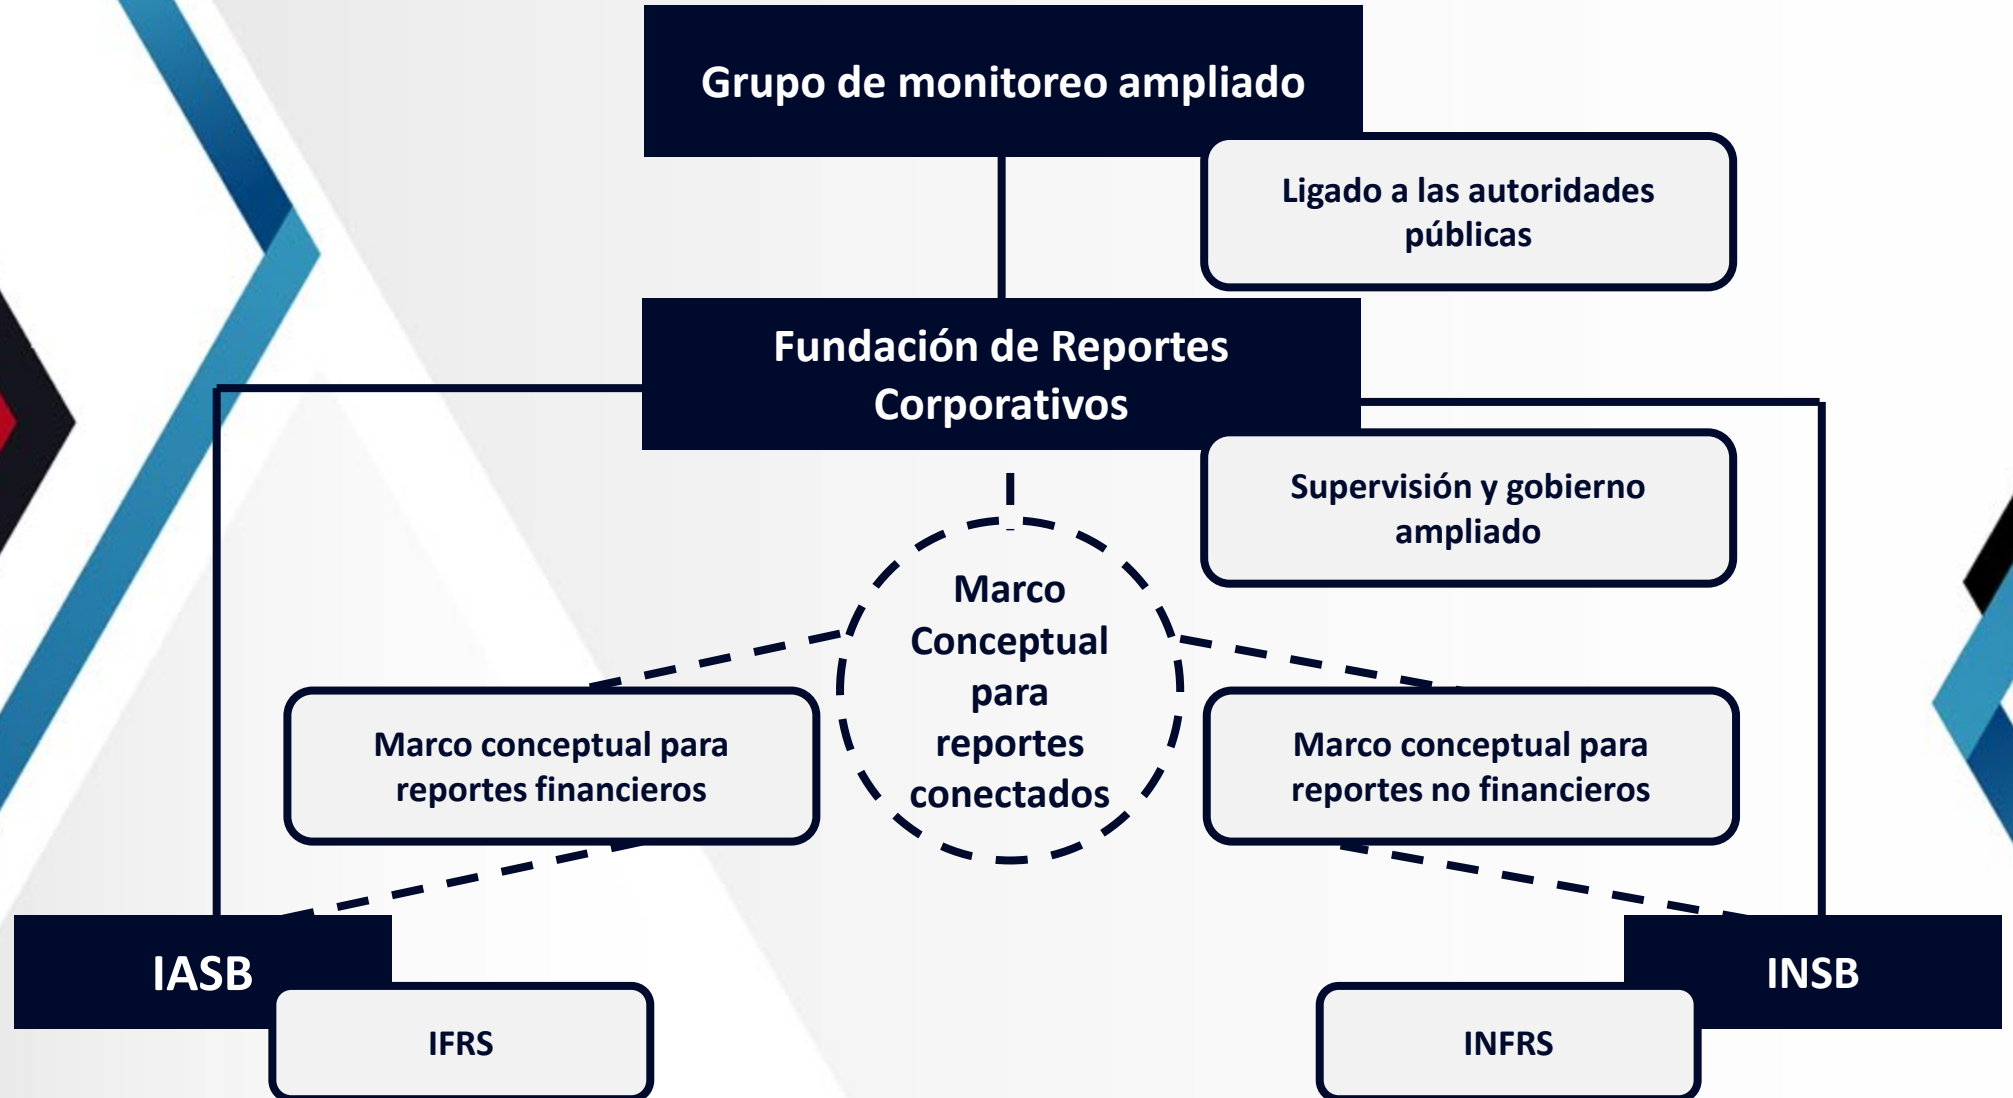 Grupo de monitoreo ampliado
Ligado a las autoridades
públicas
Fundación de Reportes
Corporativos
Supervisión y gobierno
ampliado
Marco
Conceptual
para
reportes
conectados
Marco conceptual para
reportes financieros
Marco conceptual para
reportes no financieros
IASB
IFRS
INSB
INFRS